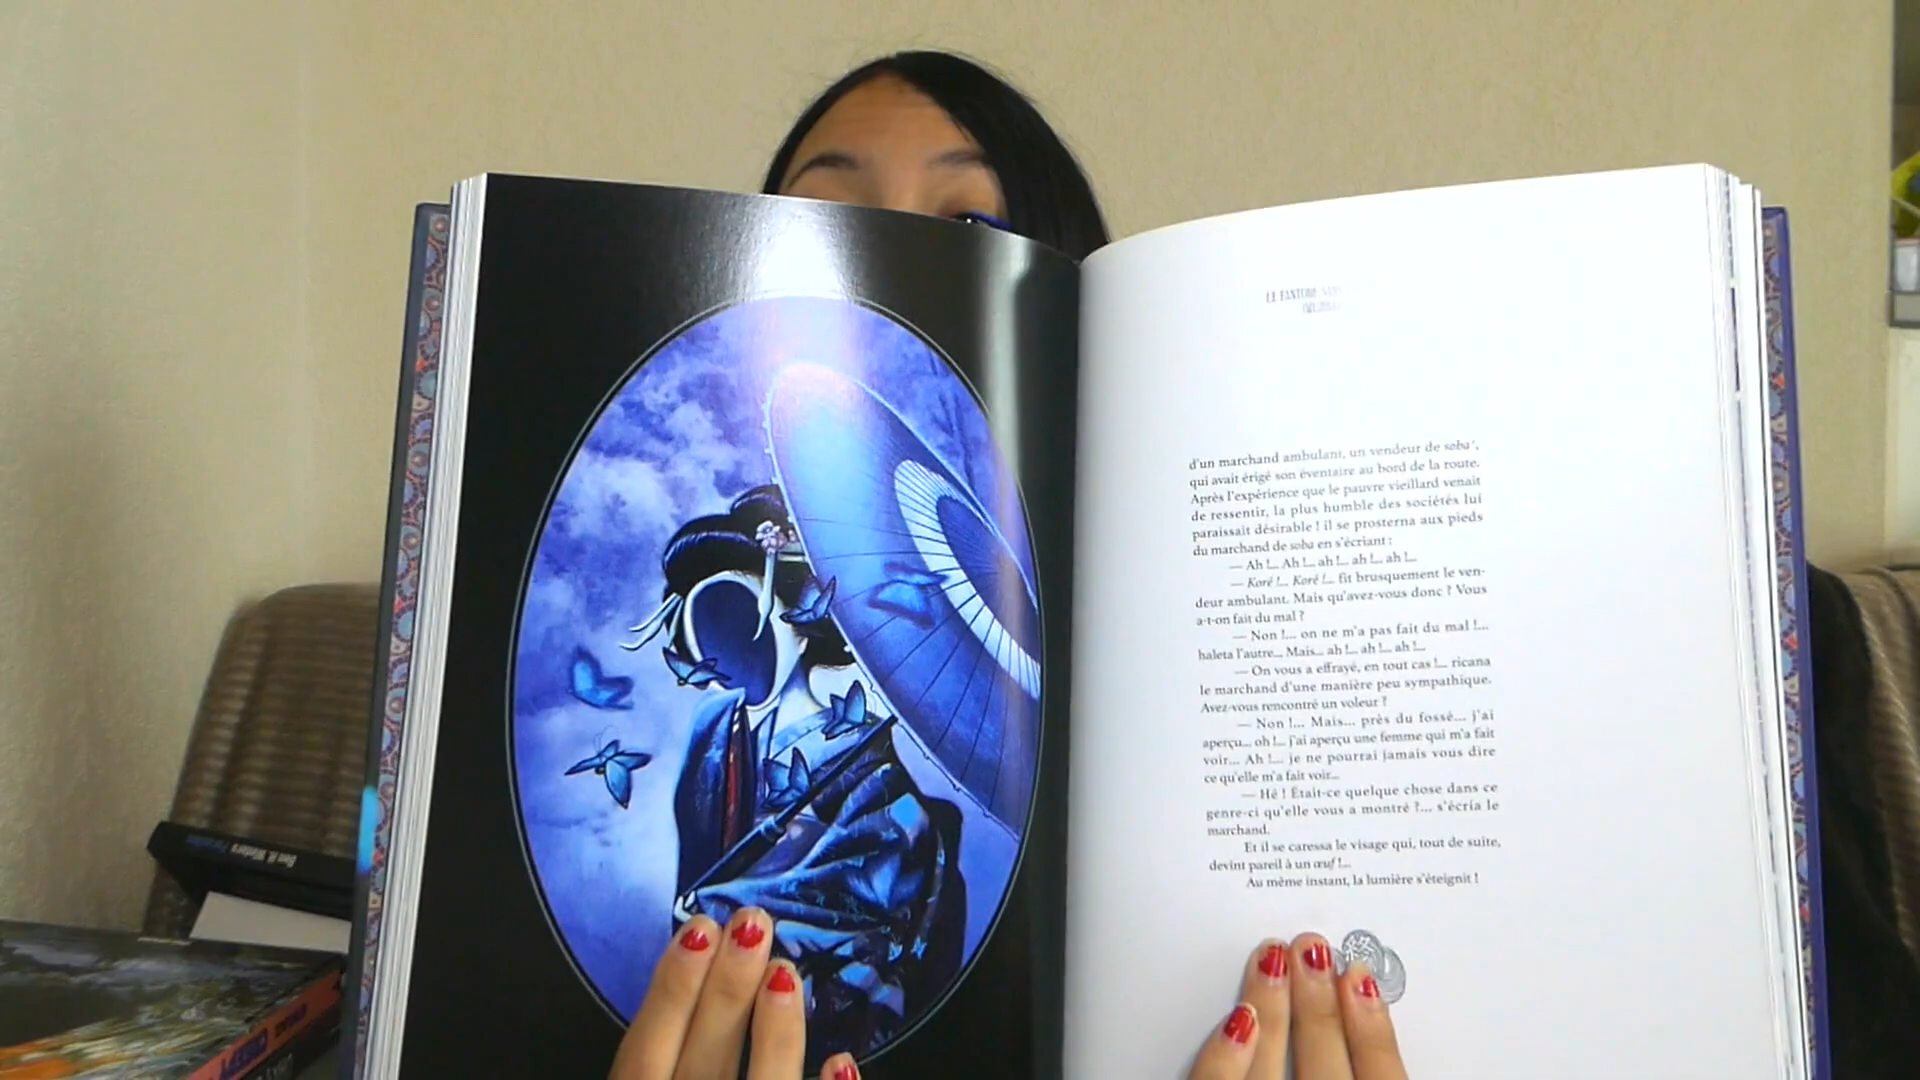 LE FANTÔME SANS
d'un marchand ambulant, un vendeur de soba*,
qui avait érigé son éventaire au bord de la route.
Après l'expérience que le pauvre vieillard venait
de ressentir, la plus humble des sociétés lui
paraissait désirable ! il se prosterna aux pieds
du marchand de soba en s'écriant :
— Ah !... Ah !... ah !... ah !... ah !...
— Koré !... Koré !... fit brusquement le ven-
deur ambulant. Mais qu'avez-vous donc ? Vous
a-t-on fait du mal ?
— Non !... on ne m'a pas fait du mal !...
haleta l'autre... Mais... ah !... ah !... ah !...
— On vous a effrayé, en tout cas !... ricana
le marchand d'une manière peu sympathique.
Avez-vous rencontré un voleur ?
— Non !... Mais... près du fossé... j'ai
aperçu... oh !... j'ai aperçu une femme qui m'a fait
voir... Ah !... je ne pourrai jamais vous dire
ce qu'elle m'a fait voir...
— Hé ! Était-ce quelque chose dans ce
genre-ci qu'elle vous a montré ?... s'écria le
marchand.
Et il se caressa le visage qui, tout de suite,
devint pareil à un œuf !...
Au même instant, la lumière s'éteignit !
Ben H. Winters